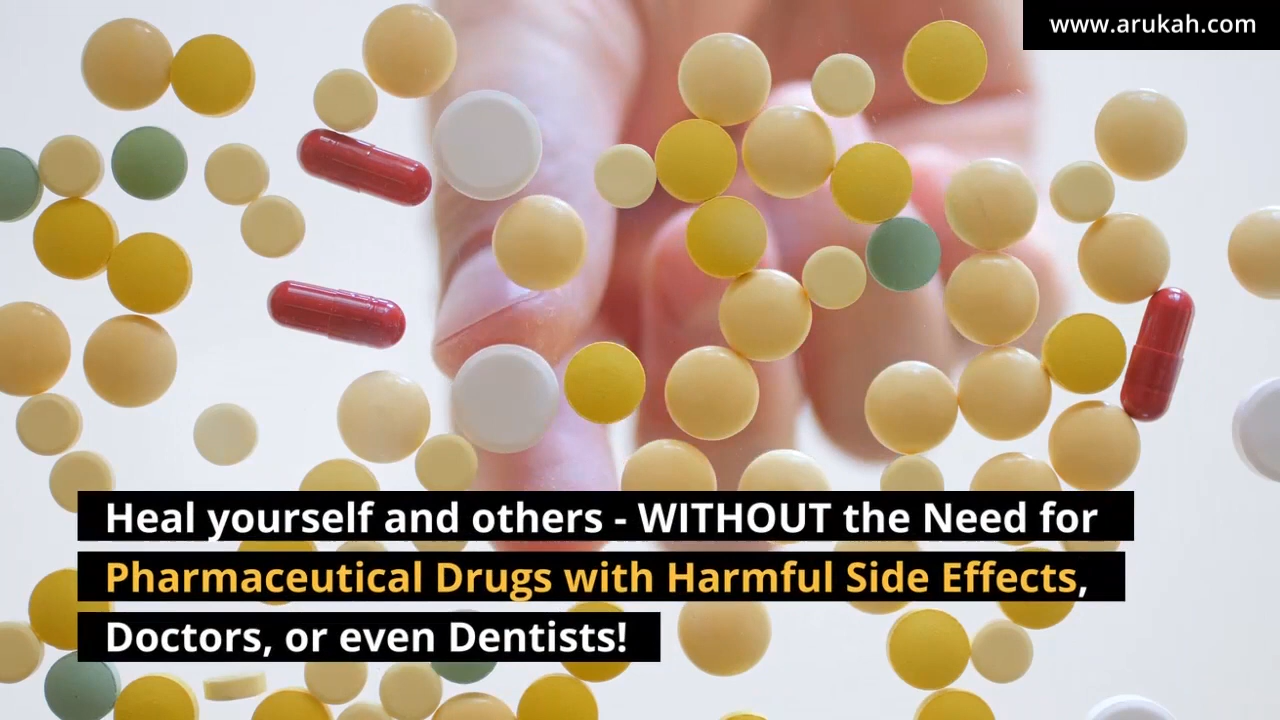 www.arukah.com
Heal yourself and others - WITHOUT the Need for
Pharmaceutical Drugs with Harmful Side Effects,
Doctors, or even Dentists!